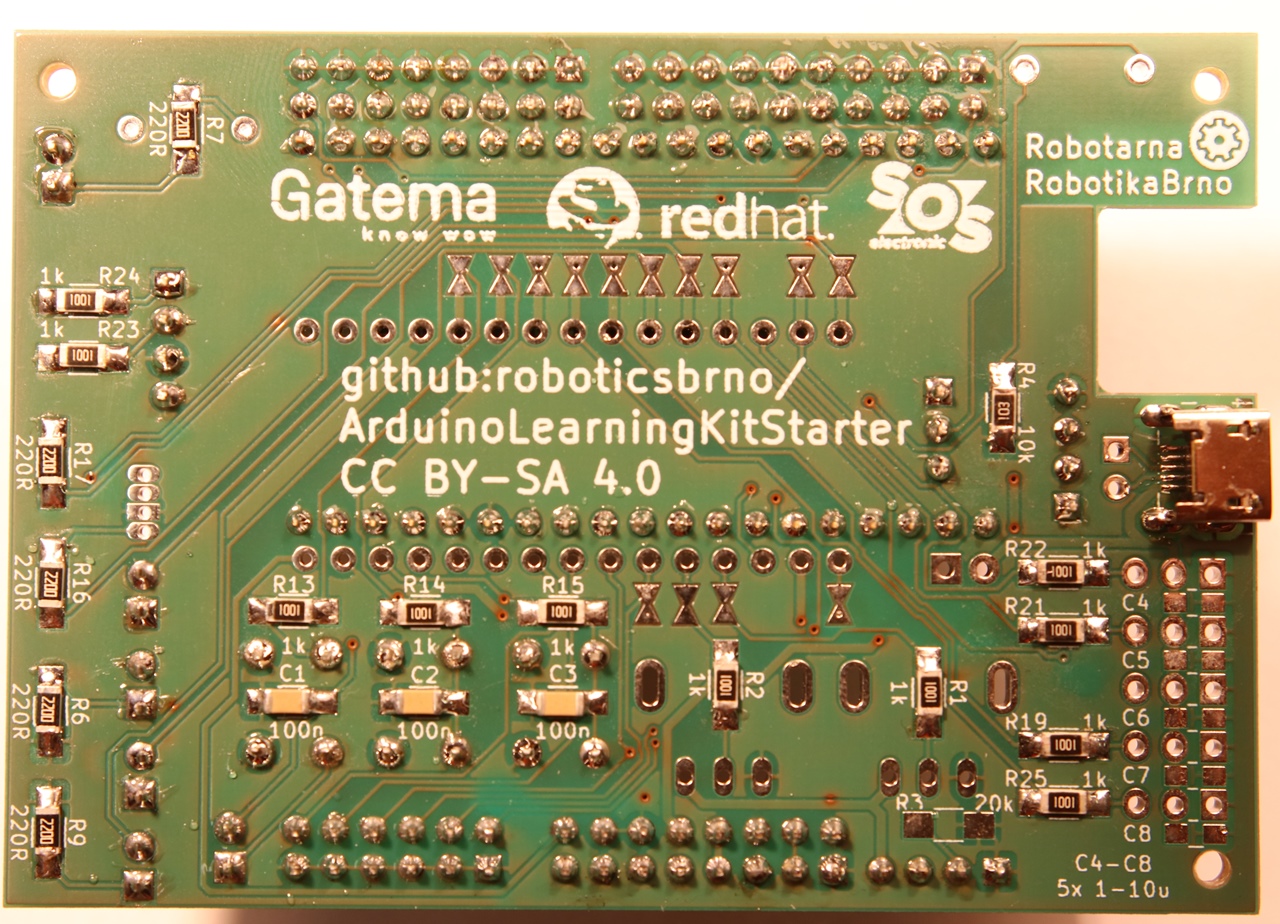 R7
2201
220R
Robotarna
RobotikaBrno
Gatema
know wow
redhat.
SOS
electronic
1k R24
1001
1k R23
1001
github:roboticsbrno/
ArduinoLearningKitStarter
CC BY-SA 4.0
R4
103
10k
R17
2200
220R
R16
2200
220R
R6
2200
220R
R9
2200
220R
R13
1001
1k
C1
100n
R14
1001
1k
C2
100n
R15
1001
1k
C3
100n
R2
1001
1k
R1
1001
1k
R3 20k
R22 1k
1001
R21
1001
R19 1k
1001
R25 1k
1001
C4
C5
C6
C7
C8
C4-C8
5x 1-10u